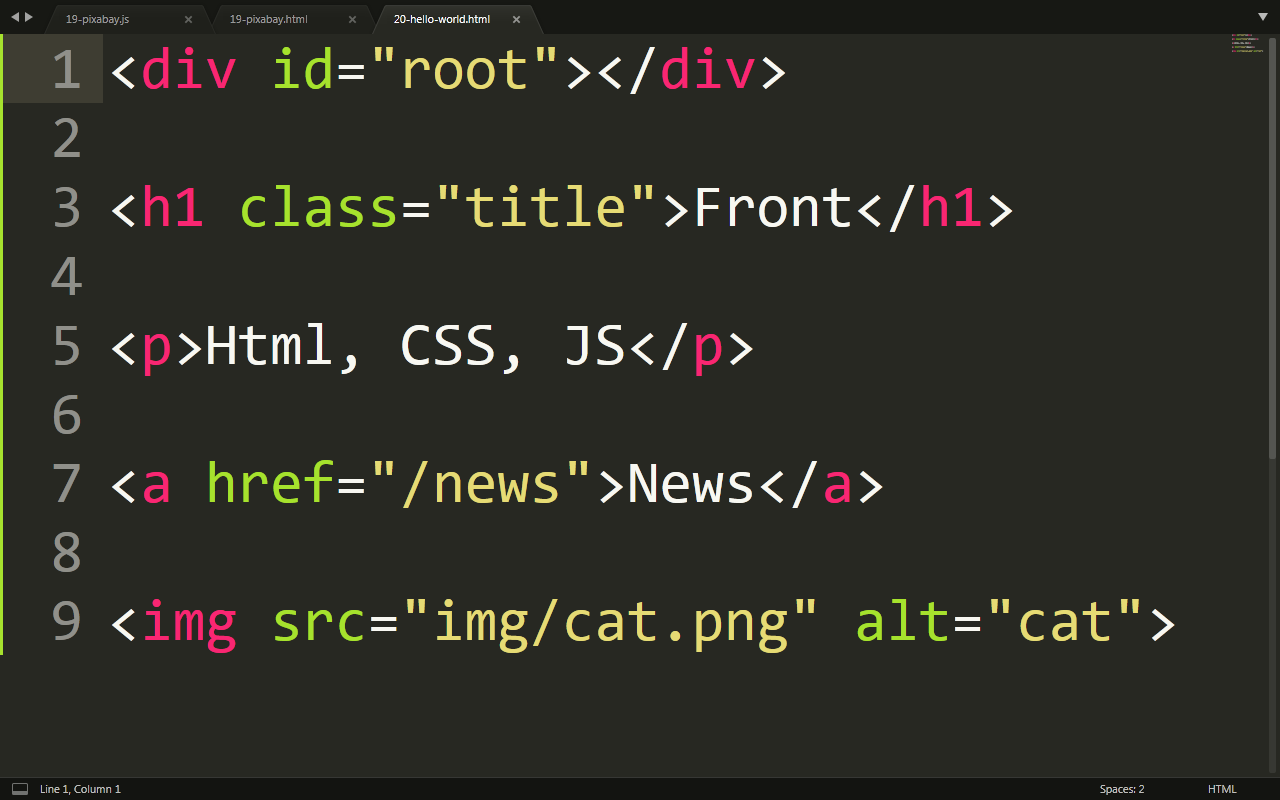 19-pixabay.js
19-pixabay.html
20-hello-world.html
1 <div id="root"></div>
2
3 <h1 class="title">Front</h1>
4
5 <p>Html, CSS, JS</p>
6
7 <a href="/news">News</a>
8
9 <img src="img/cat.png" alt="cat">
Line 1, Column 1
Spaces: 2
HTML